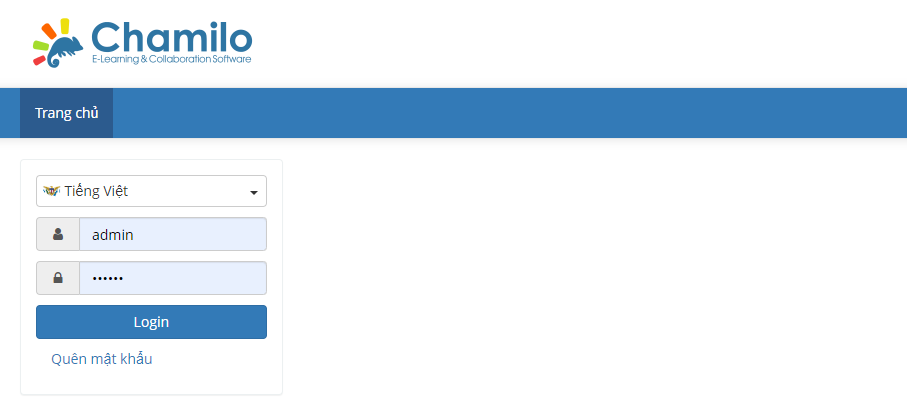 Chamilo
E-Learning & Collaboration Software
Trang chủ
Tiếng Việt
admin
••••••
Login
Quên mật khẩu